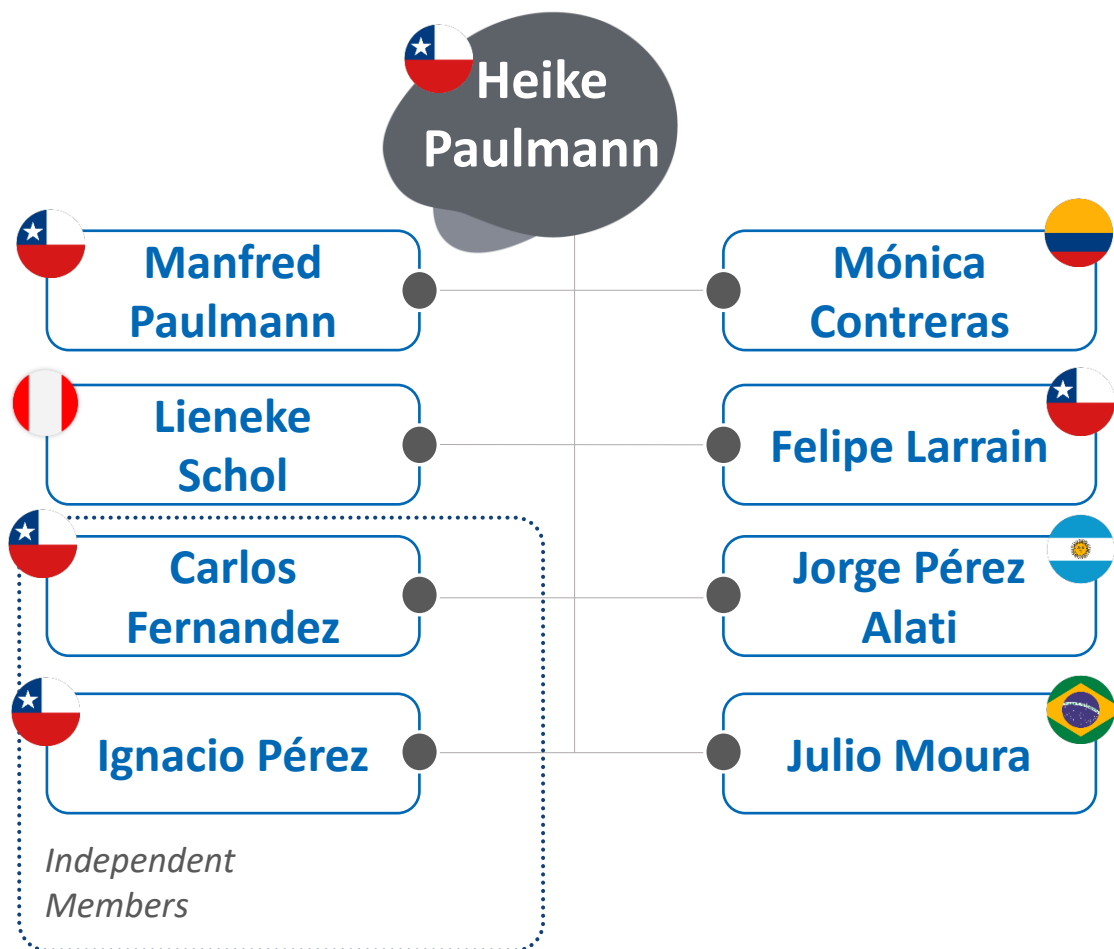 Heike
Paulmann
Manfred
Paulmann
Mónica
Contreras
Lieneke
Schol
Felipe Larrain
Carlos
Fernandez
Jorge Pérez
Alati
Ignacio Pérez
Julio Moura
Independent
Members